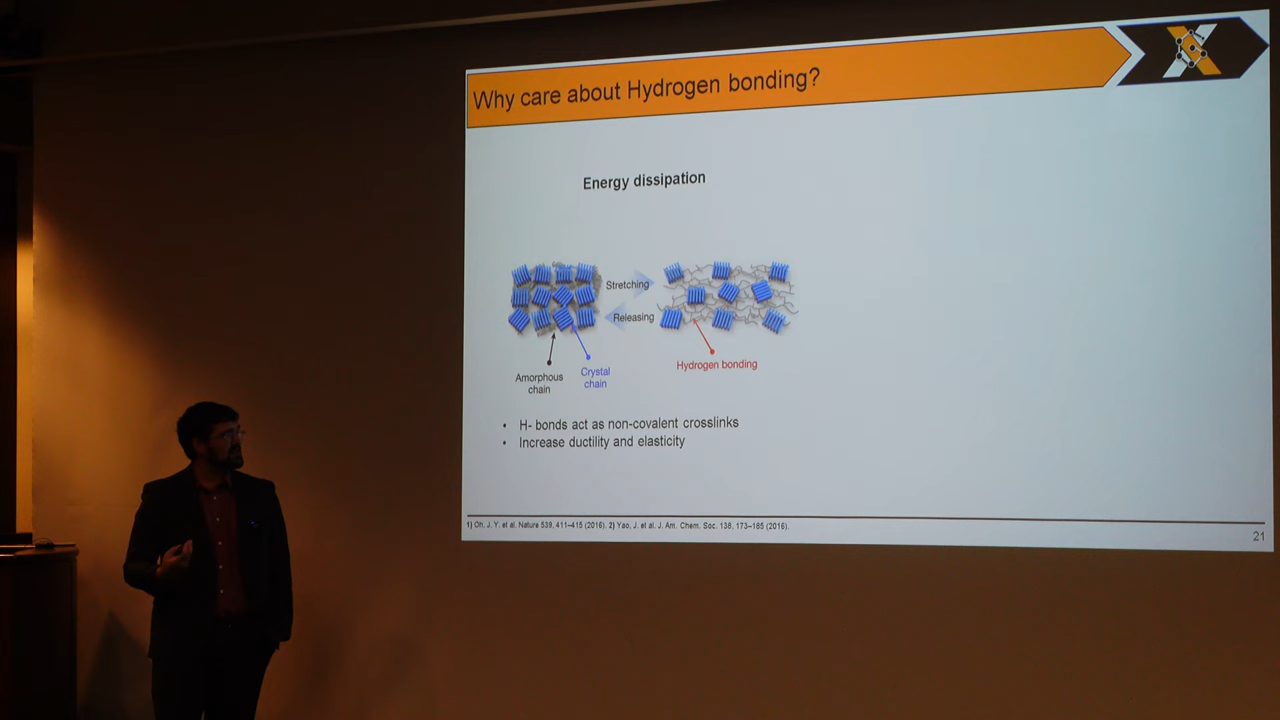 Why care about Hydrogen bonding?
Energy dissipation
Stretching
Releasing
Amorphous
chain
Crystal
chain
Hydrogen bonding
• H- bonds act as non-covalent crosslinks
• Increase ductility and elasticity
1) Oh, J. Y. et al. Nature 539, 411–415 (2016). 2) Yao, J. et al. J. Am. Chem. Soc. 138, 173–185 (2016).
21